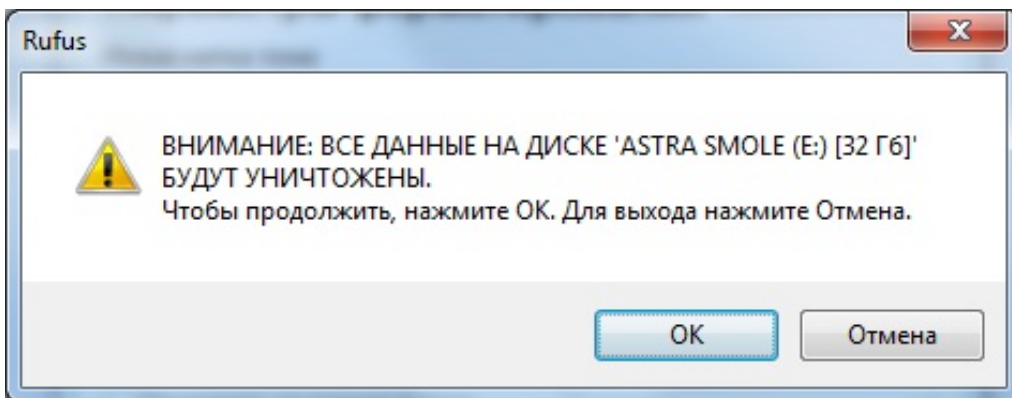 Rufus
ВНИМАНИЕ: ВСЕ ДАННЫЕ НА ДИСКЕ 'ASTRA SMOLE (E:) [32 Гб]'
БУДУТ УНИЧТОЖЕНЫ.
Чтобы продолжить, нажмите ОК. Для выхода нажмите Отмена.
ОК
Отмена